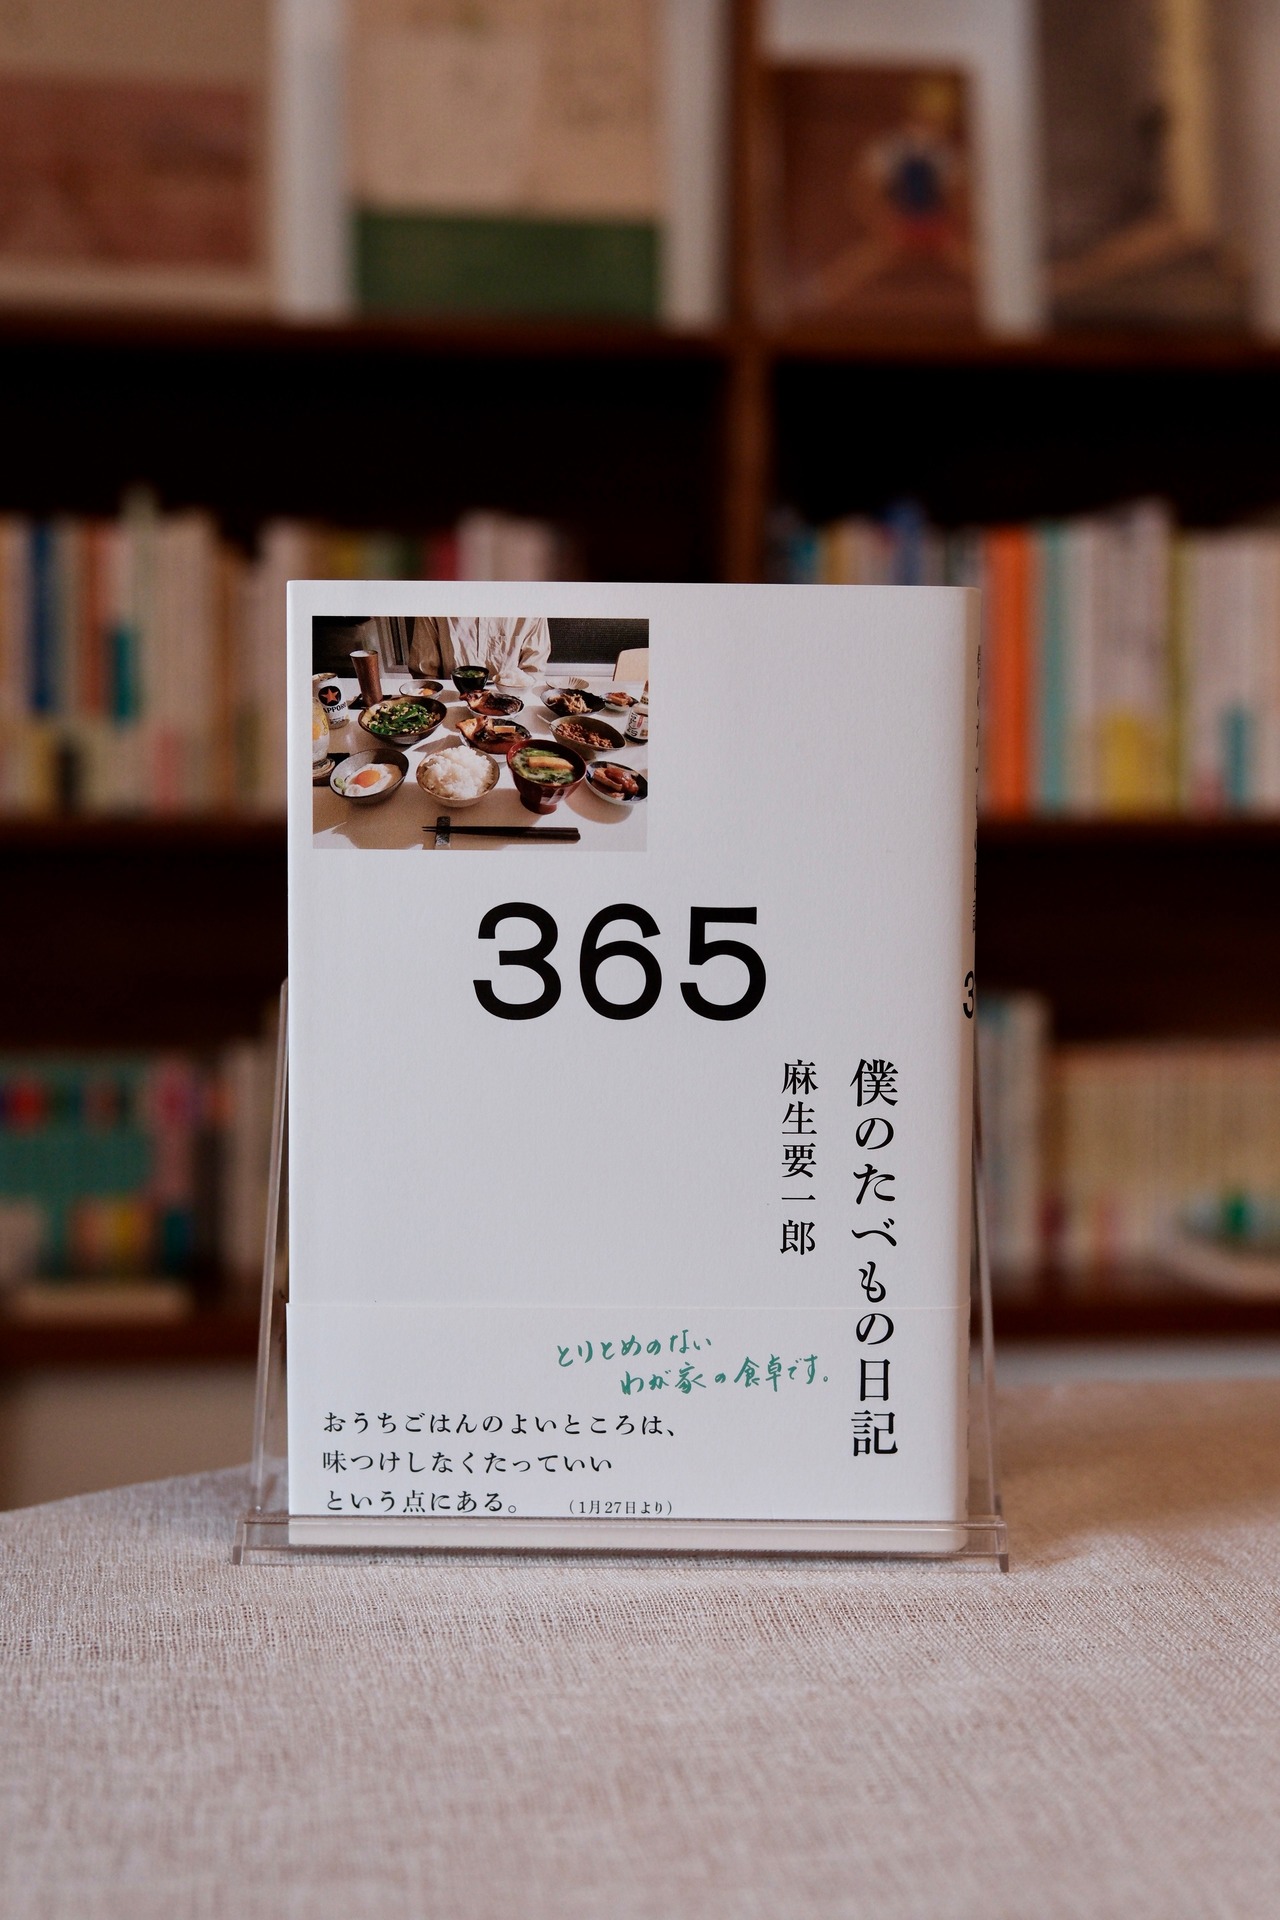 365
僕のたべもの日記
麻生要一郎
とりとめのない
わが家の食卓です。
おうちごはんのよいところは、
味つけしなくたっていい
という点にある。 （1月27日より）